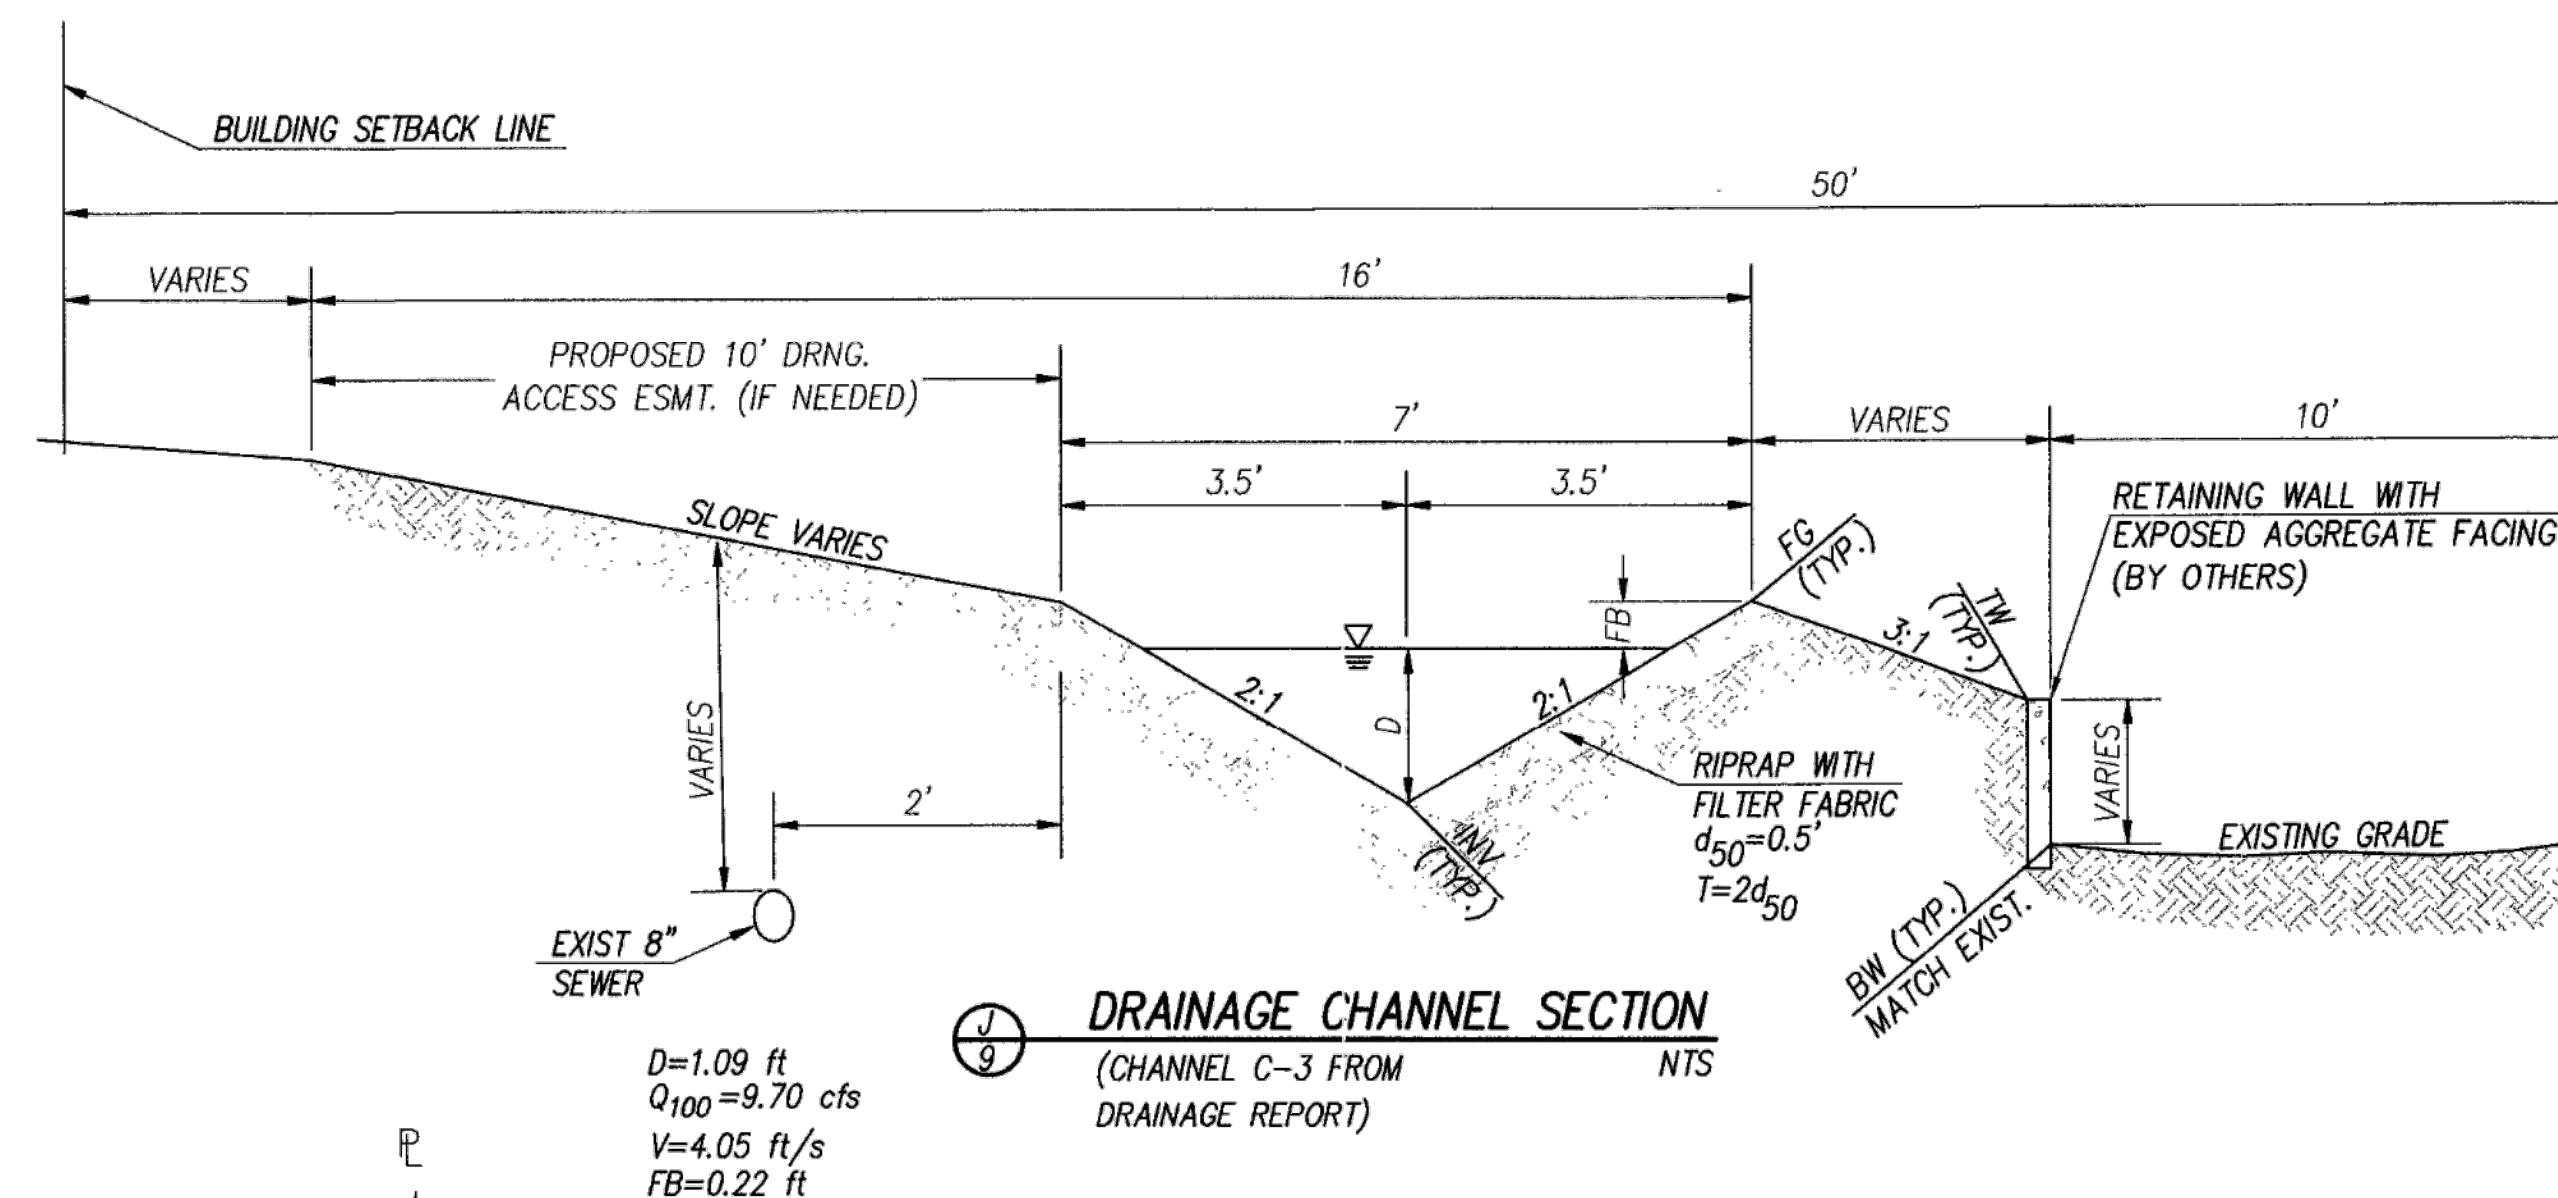 BUILDING SETBACK LINE
50'
VARIES
16'
PROPOSED 10' DRNG.
ACCESS ESMT. (IF NEEDED)
7'
VARIES
10'
3.5'
3.5'
RETAINING WALL WITH
EXPOSED AGGREGATE FACING
(BY OTHERS)
SLOPE VARIES
FG
(TYP.)
FB
TW
(TYP.)
3:1
2:1
2:1
D
VARIES
VARIES
RIPRAP WITH
FILTER FABRIC
d50=0.5'
T=2d50
2'
INV
(TYP.)
EXISTING GRADE
EXIST 8"
SEWER
BW (TYP.)
MATCH EXIST.
J
9
DRAINAGE CHANNEL SECTION
(CHANNEL C-3 FROM
DRAINAGE REPORT)
NTS
D=1.09 ft
Q100=9.70 cfs
V=4.05 ft/s
FB=0.22 ft
PL